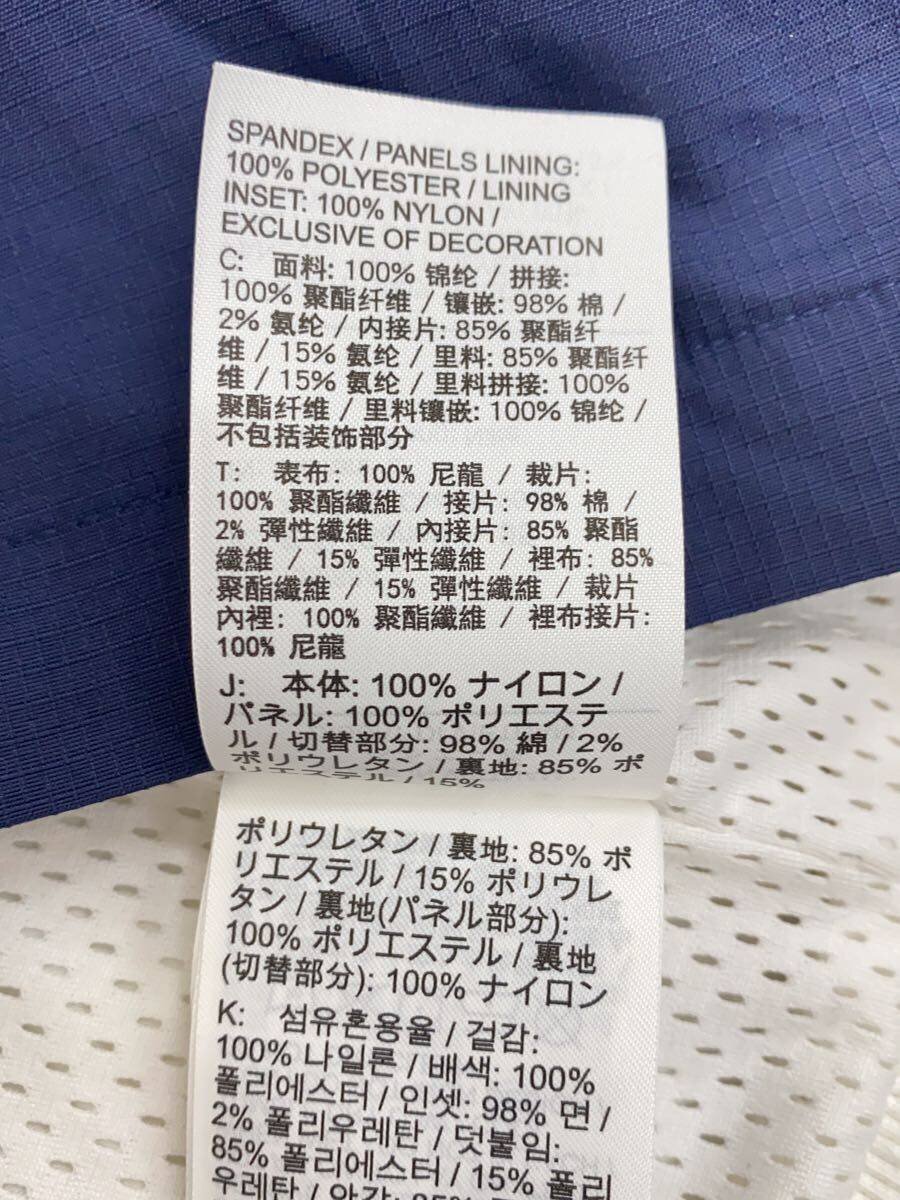 SPANDEX / PANELS LINING:
100% POLYESTER / LINING
INSET: 100% NYLON /
EXCLUSIVE OF DECORATION
C: 面料: 100% 锦纶 / 拼接:
100% 聚酯纤维 / 镶嵌: 98% 棉 /
2% 氨纶 / 内接片: 85% 聚酯纤
维 / 15% 氨纶 / 里料: 85% 聚酯纤
维 / 15% 氨纶 / 里料拼接: 100%
聚酯纤维 / 里料镶嵌: 100% 锦纶 /
不包括装饰部分
T: 表布: 100% 尼龍 / 裁片:
100% 聚酯纖維 / 接片: 98% 棉 /
2% 彈性纖維 / 內接片: 85% 聚酯
纖維 / 15% 彈性纖維 / 裡布: 85%
聚酯纖維 / 15% 彈性纖維 / 裁片
內裡: 100% 聚酯纖維 / 裡布接片:
100% 尼龍
J: 本体: 100% ナイロン /
パネル: 100% ポリエステ
ル / 切替部分: 98% 綿 / 2%
ポリウレタン / 裏地: 85% ポ
リエステル / 15%
ポリウレタン / 裏地: 85% ポ
リエステル / 15% ポリウレ
タン / 裏地(パネル部分):
100% ポリエステル / 裏地
(切替部分): 100% ナイロン
K: 섬유혼용율 / 겉감:
100% 나일론 / 배색: 100%
폴리에스터 / 인셋: 98% 면 /
2% 폴리우레탄 / 덧붙임:
85% 폴리에스터 / 15% 폴리
우레탄 / 안감: 85%